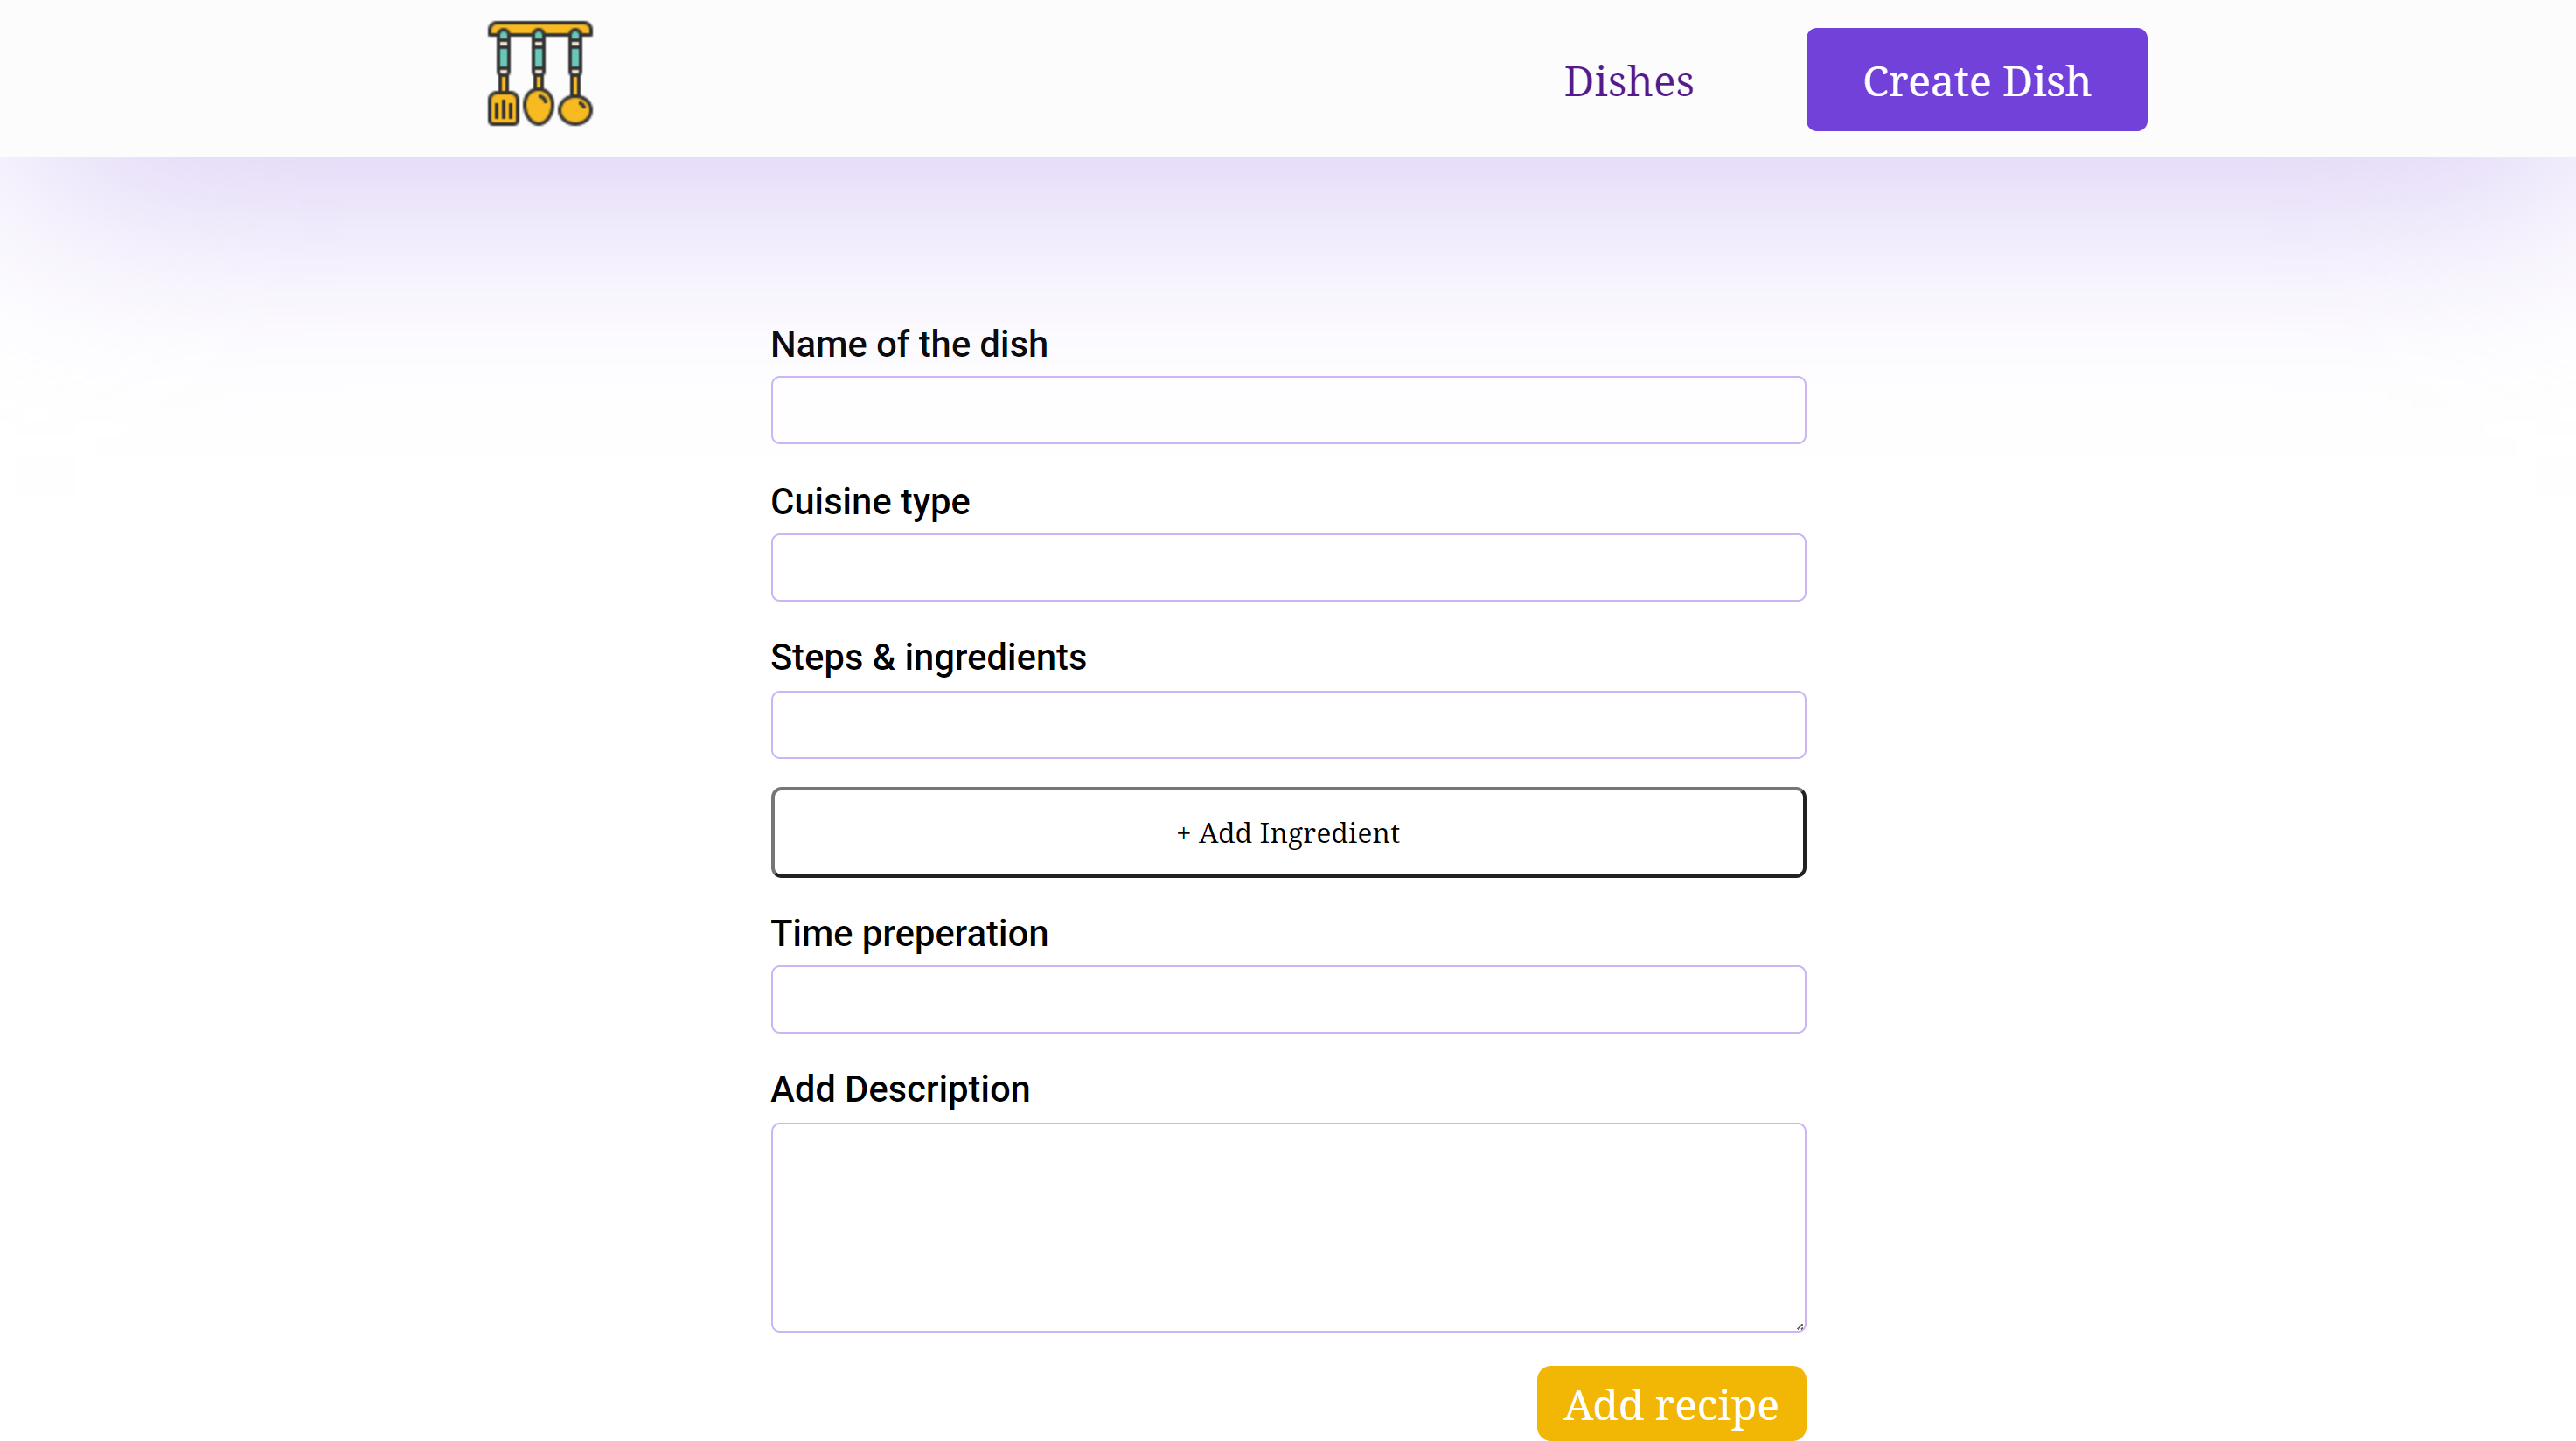 Dishes
Create Dish
Name of the dish
Cuisine type
Steps & ingredients
+ Add Ingredient
Time preperation
Add Description
Add recipe